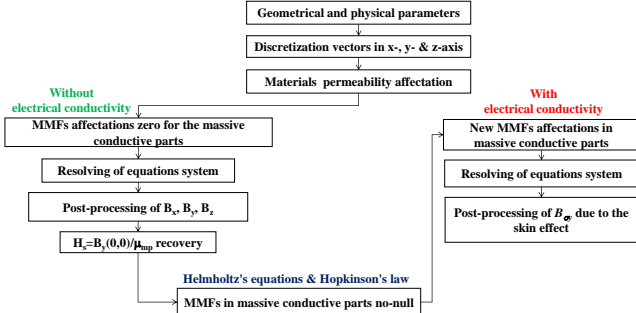 Geometrical and physical parameters
Discretization vectors in x-, y- & z-axis
Materials permeability affectation
Without
electrical conductivity
MMFs affectations zero for the massive
conductive parts
Resolving of equations system
Post-processing of Bx, By, Bz
Hs=By(0,0)/μmp recovery
Helmholtz's equations & Hopkinson's law
MMFs in massive conductive parts no-null
With
electrical conductivity
New MMFs affectations in
massive conductive parts
Resolving of equations system
Post-processing of Bσy due to the
skin effect